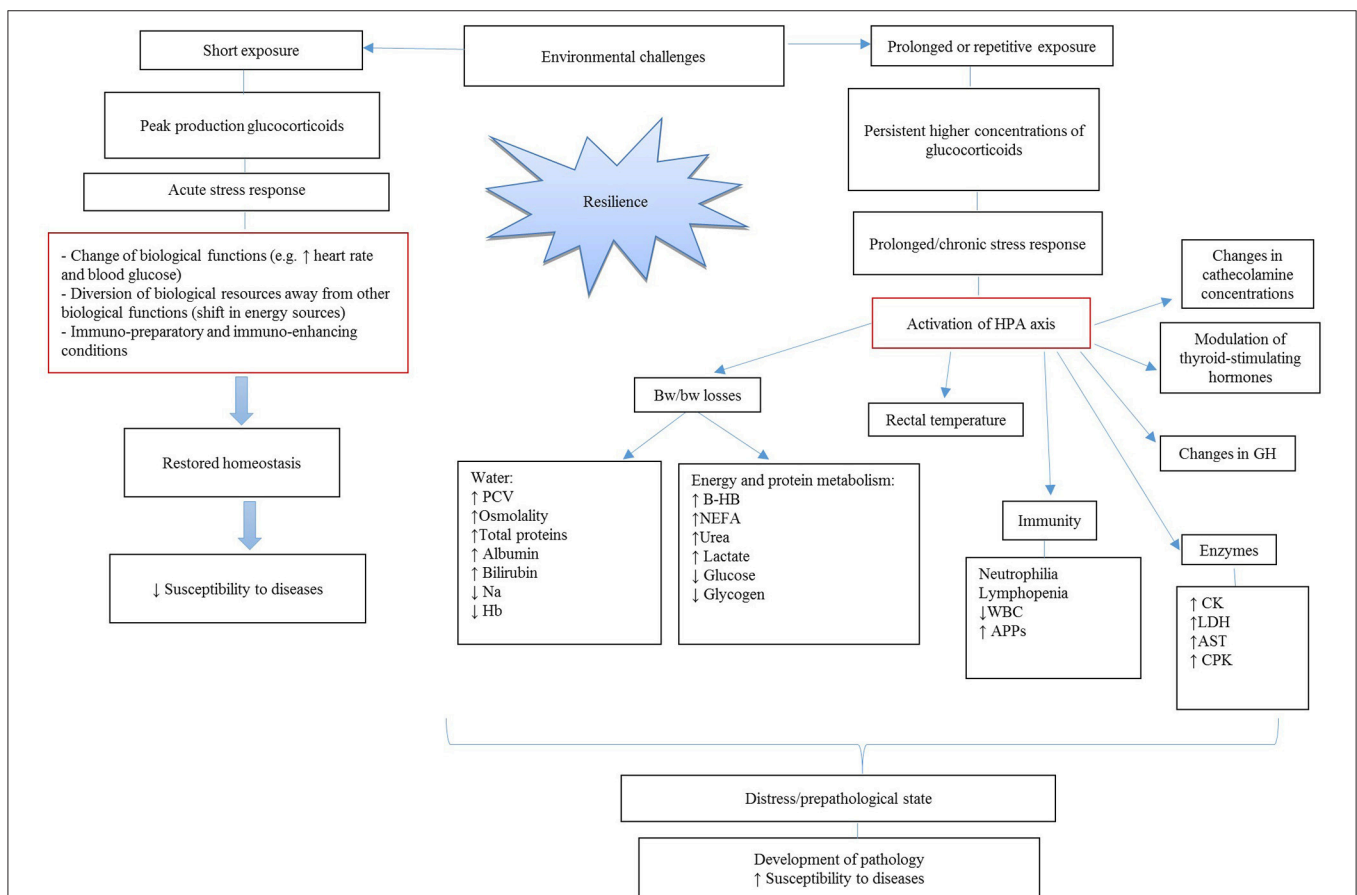 Short exposure
Environmental challenges
Prolonged or repetitive exposure
Peak production glucocorticoids
Persistent higher concentrations of
glucocorticoids
Acute stress response
Resilience
- Change of biological functions (e.g. ↑ heart rate
and blood glucose)
- Diversion of biological resources away from other
biological functions (shift in energy sources)
- Immuno-preparatory and immuno-enhancing
conditions
Restored homeostasis
↓ Susceptibility to diseases
Prolonged/chronic stress response
Activation of HPA axis
Changes in
cathecolamine
concentrations
Modulation of
thyroid-stimulating
hormones
Changes in GH
Bw/bw losses
Rectal temperature
Water:
↑ PCV
↑Osmolality
↑Total proteins
↑ Albumin
↑ Bilirubin
↓ Na
↓ Hb
Energy and protein metabolism:
↑ B-HB
↑NEFA
↑Urea
↑ Lactate
↓ Glucose
↓ Glycogen
Immunity
Neutrophilia
Lymphopenia
↓WBC
↑ APPs
Enzymes
↑ CK
↑LDH
↑AST
↑ CPK
Distress/prepathological state
Development of pathology
↑ Susceptibility to diseases